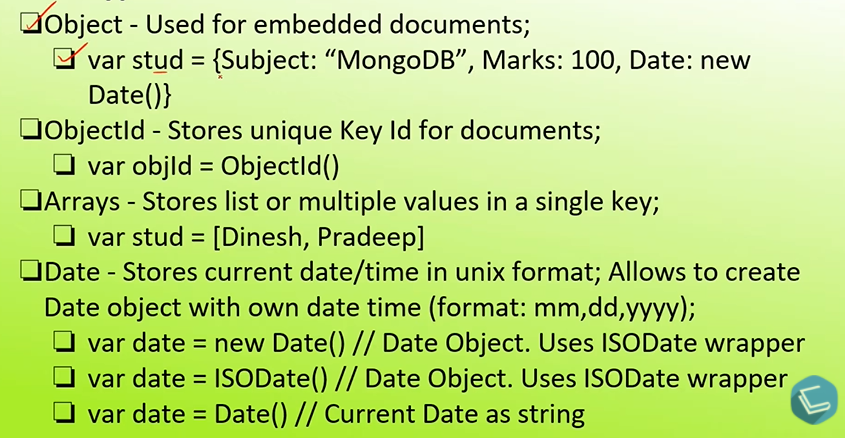 Object - Used for embedded documents;
var stud = {Subject: “MongoDB”, Marks: 100, Date: new
Date()}
ObjectId - Stores unique Key Id for documents;
var objId = ObjectId()
Arrays - Stores list or multiple values in a single key;
var stud = [Dinesh, Pradeep]
Date - Stores current date/time in unix format; Allows to create
Date object with own date time (format: mm,dd,yyyy);
var date = new Date() // Date Object. Uses ISODate wrapper
var date = ISODate() // Date Object. Uses ISODate wrapper
var date = Date() // Current Date as string